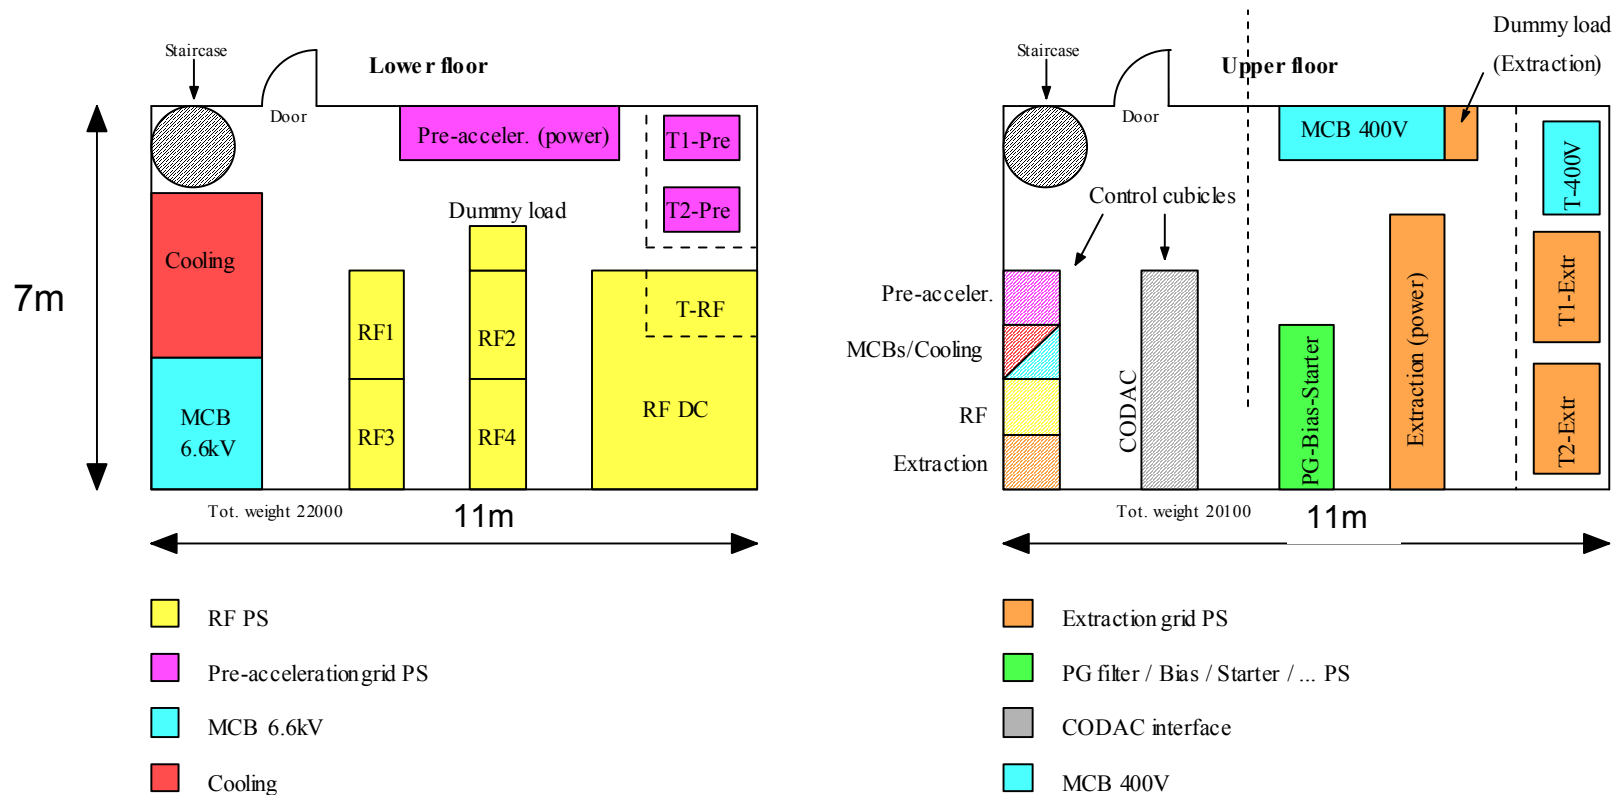 Staircase
Lower floor
Door
Pre-acceler. (power)
T1-Pre
T2-Pre
Dummy load
Cooling
7m
T-RF
RF1
RF2
MCB
6.6kV
RF3
RF4
RF DC
Tot. weight 22000
11m
RF PS
Pre-acceleration grid PS
MCB 6.6kV
Cooling
Dummy load
(Extraction)
Staircase
Upper floor
Door
MCB 400V
T-400V
Control cubicles
Pre-acceler.
MCBs/Cooling
RF
Extraction
CODAC
PG-Bias-Starter
Extraction (power)
T1-Extr
T2-Extr
Tot. weight 20100
11m
Extraction grid PS
PG filter / Bias / Starter / ... PS
CODAC interface
MCB 400V